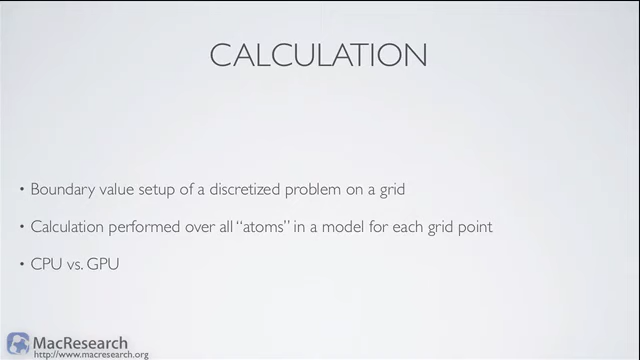 CALCULATION
• Boundary value setup of a discretized problem on a grid
• Calculation performed over all “atoms” in a model for each grid point
• CPU vs. GPU
MacResearch
http://www.macresearch.org